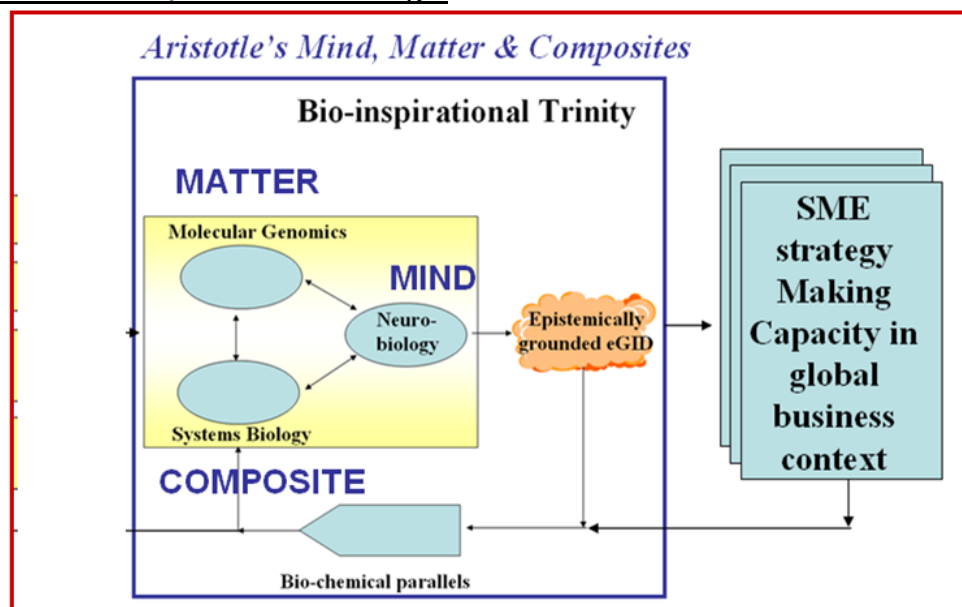 Aristotle's Mind, Matter & Composites
Bio-inspirational Trinity
MATTER
Molecular Genomics
MIND
Neuro-
biology
Systems Biology
COMPOSITE
Epistemically
grounded eGID
Bio-chemical parallels
SME
strategy
Making
Capacity in
global
business
context